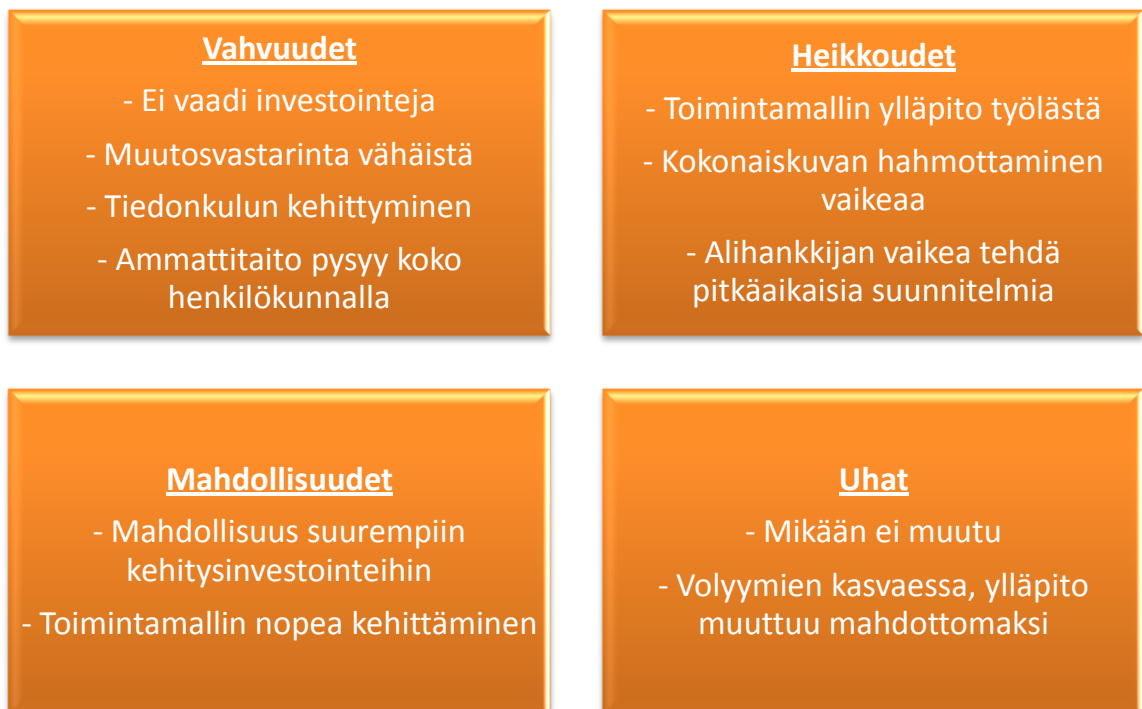 Vahvuudet
- Ei vaadi investointeja
- Muutosvastarinta vähäistä
- Tiedonkulun kehittyminen
- Ammattitaito pysyy koko
henkilökunnalla
Heikkoudet
- Toimintamallin ylläpito työlästä
- Kokonaiskuvan hahmottaminen
vaikeaa
- Alihankkijan vaikea tehdä
pitkäaikaisia suunnitelmia
Mahdollisuudet
- Mahdollisuus suurempiin
kehitysinvestointeihin
- Toimintamallin nopea kehittäminen
Uhat
- Mikään ei muutu
- Volyymien kasvaessa, ylläpito
muuttuu mahdottomaksi